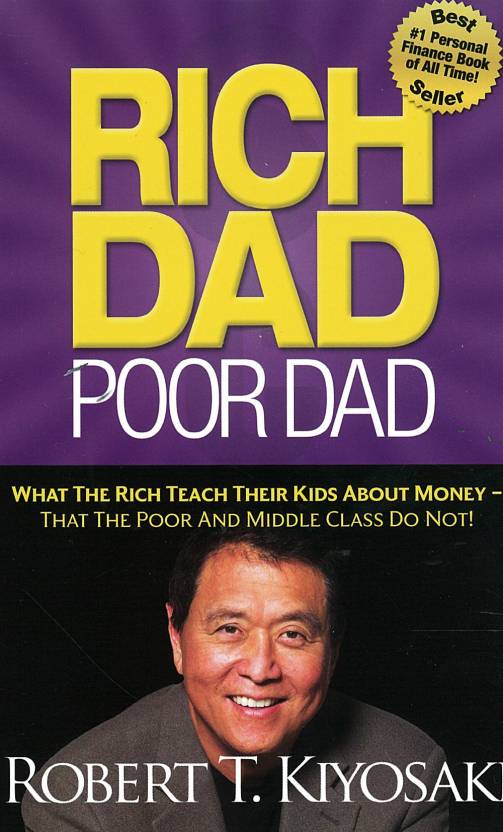 Best
#1 Personal
Finance Book
of All Time!
Seller
RICH
DAD
POOR DAD
WHAT THE RICH TEACH THEIR KIDS ABOUT MONEY –
THAT THE POOR AND MIDDLE CLASS DO NOT!
ROBERT T. KIYOSAKI